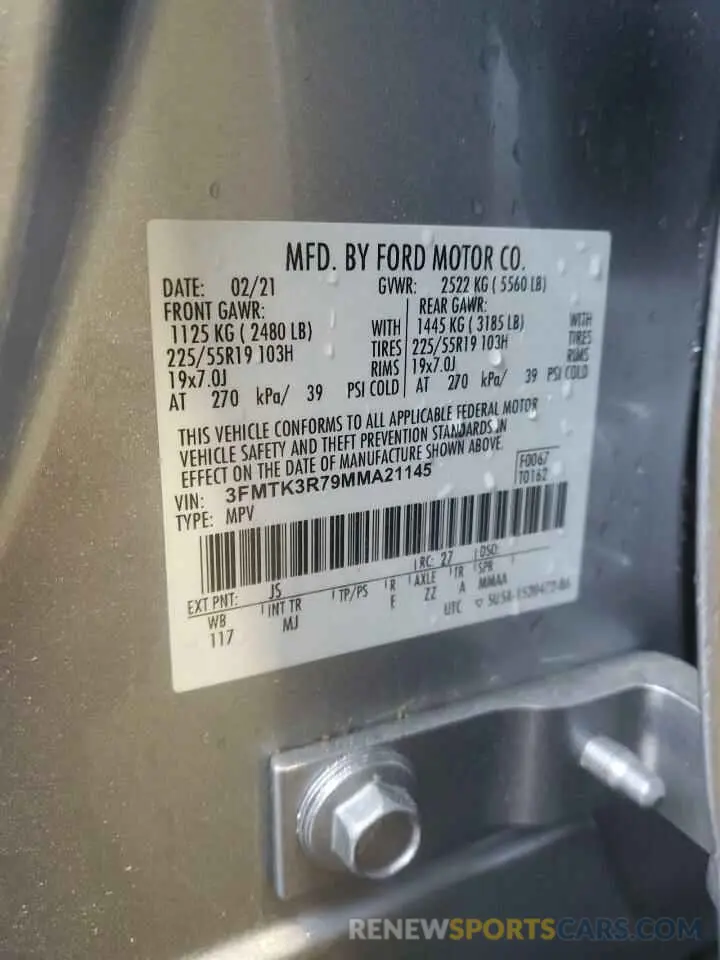 MFD. BY FORD MOTOR CO.
DATE: 02/21 GVWR: 2522 KG ( 5560 LB)
FRONT GAWR: REAR GAWR:
1125 KG ( 2480 LB) WITH 1445 KG ( 3185 LB) WITH
225/55R19 103H TIRES 225/55R19 103H TIRES
19x7.0J RIMS 19x7.0J RIMS
AT 270 kPa/ 39 PSI COLD AT 270 kPa/ 39 PSI COLD
THIS VEHICLE CONFORMS TO ALL APPLICABLE FEDERAL MOTOR
VEHICLE SAFETY AND THEFT PREVENTION STANDARDS IN
EFFECT ON THE DATE OF MANUFACTURE SHOWN ABOVE.
VIN: 3FMTK3R79MMA21145 F0067
TYPE: MPV T0162
EXT PNT: JS RC: 27 DSO:
WB INT TR TP/PS R AXLE TR SPR
117 MJ E ZZ A MMAA
UTC
RENEWSPORTSCARS.COM